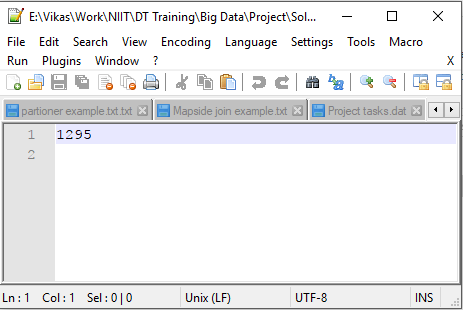 E:\Vikas\Work\NIIT\DT Training\Big Data\Project\Sol...
File Edit Search View Encoding Language Settings Tools Macro
Run Plugins Window ? X
partioner example.txt.txt Mapside join example.txt Project tasks.dat
1 1295
2
Ln : 1 Col : 1 Sel : 0 | 0 Unix (LF) UTF-8 INS